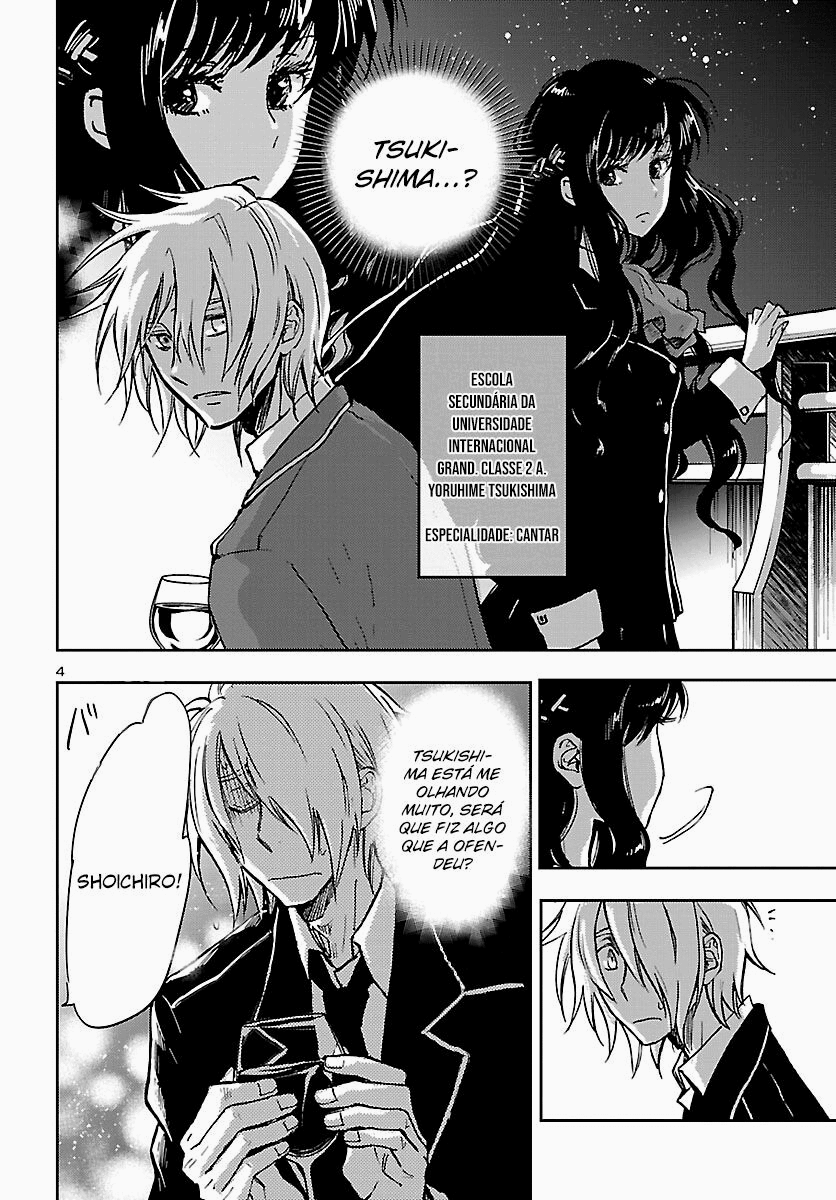 TSUKI-
SHIMA...?
ESCOLA
SECUNDÁRIA DA
UNIVERSIDADE
INTERNACIONAL
GRAND. CLASSE 2 A.
YORUHIME TSUKISHIMA
ESPECIALIDADE: CANTAR
4
TSUKISHI-
MA ESTÁ ME
OLHANDO
MUITO, SERÁ
QUE FIZ ALGO
QUE A OFEN-
DEU?
SHOICHIRO!
バ